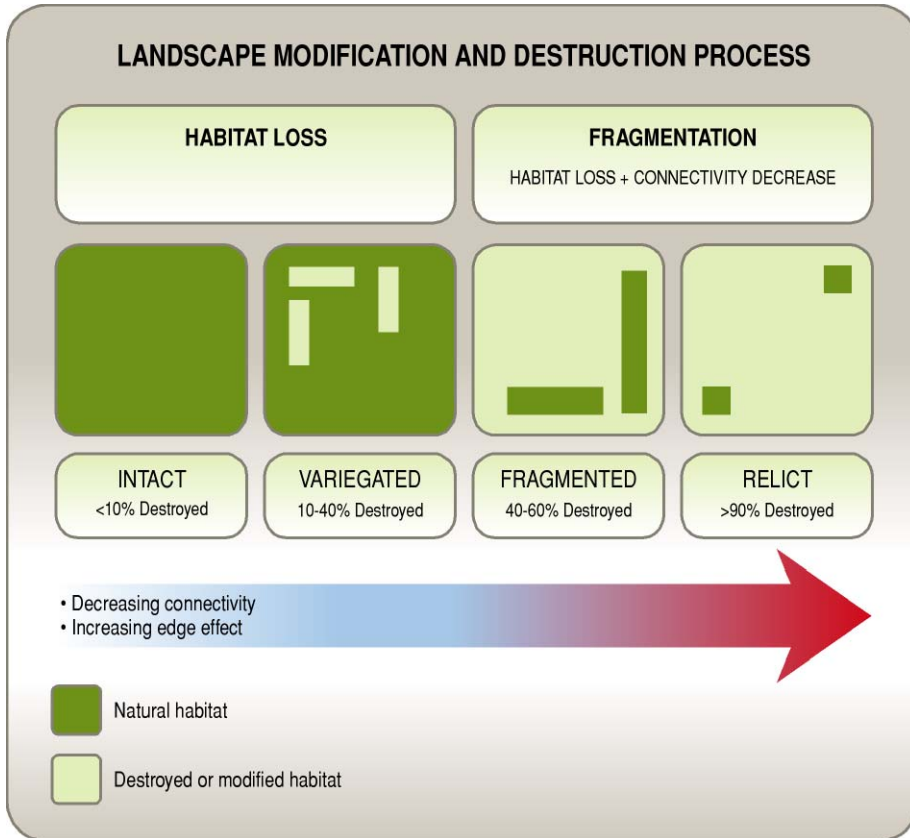 LANDSCAPE MODIFICATION AND DESTRUCTION PROCESS
HABITAT LOSS
FRAGMENTATION
HABITAT LOSS + CONNECTIVITY DECREASE
INTACT
<10% Destroyed
VARIEGATED
10-40% Destroyed
FRAGMENTED
40-60% Destroyed
RELICT
>90% Destroyed
• Decreasing connectivity
• Increasing edge effect
Natural habitat
Destroyed or modified habitat